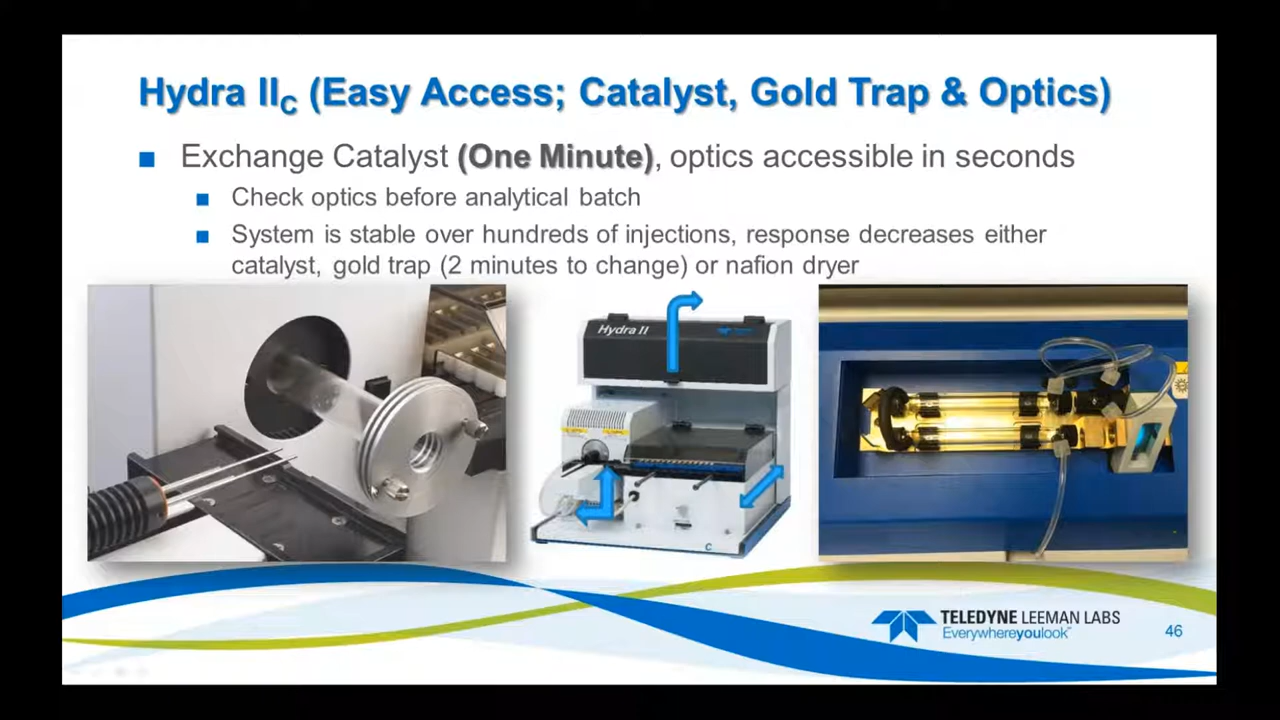 Hydra IIC (Easy Access; Catalyst, Gold Trap & Optics)
Exchange Catalyst (One Minute), optics accessible in seconds
Check optics before analytical batch
System is stable over hundreds of injections, response decreases either
catalyst, gold trap (2 minutes to change) or nafion dryer
Hydra II
C
TELEDYNE LEEMAN LABS
Everywhereyoulook™
46